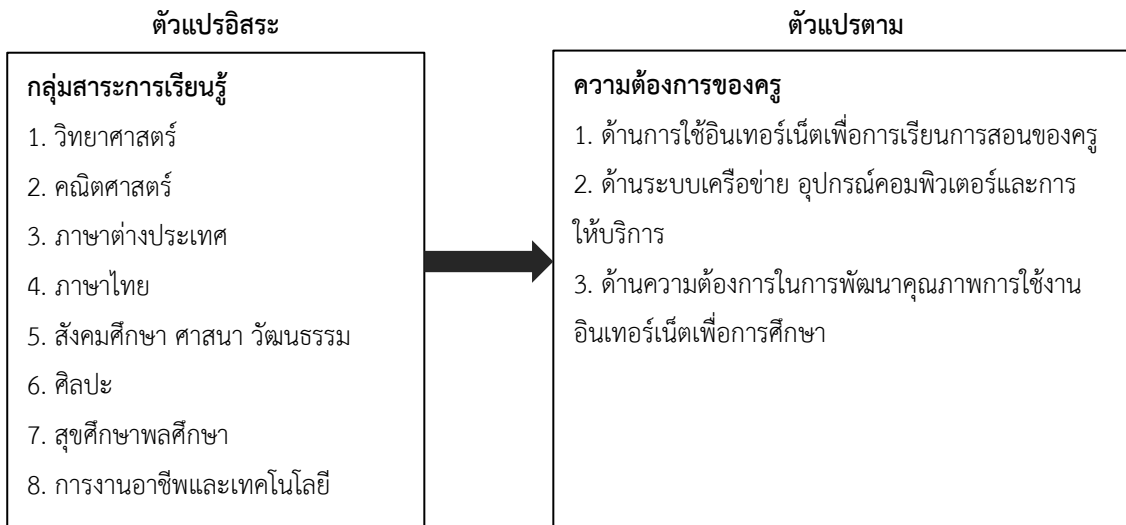 ตัวแปรอิสระ
กลุ่มสาระการเรียนรู้
1. วิทยาศาสตร์
2. คณิตศาสตร์
3. ภาษาต่างประเทศ
4. ภาษาไทย
5. สังคมศึกษา ศาสนา วัฒนธรรม
6. ศิลปะ
7. สุขศึกษาพลศึกษา
8. การงานอาชีพและเทคโนโลยี
ตัวแปรตาม
ความต้องการของครู
1. ด้านการใช้อินเทอร์เน็ตเพื่อการเรียนการสอนของครู
2. ด้านระบบเครือข่าย อุปกรณ์คอมพิวเตอร์และการ
ให้บริการ
3. ด้านความต้องการในการพัฒนาคุณภาพการใช้งาน
อินเทอร์เน็ตเพื่อการศึกษา